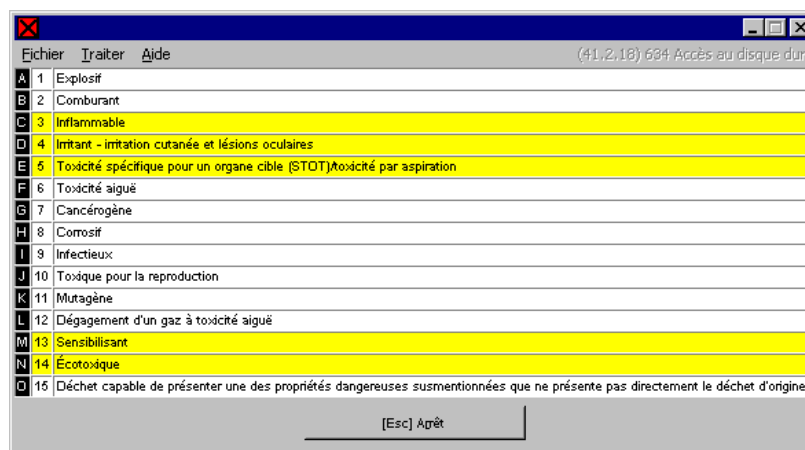 Fichier Traiter Aide (41.2.18) 634 Accès au disque dur
A 1 Explosif
B 2 Comburant
C 3 Inflammable
D 4 Irritant - irritation cutanée et lésions oculaires
E 5 Toxicité spécifique pour un organe cible (STOT)/toxicité par aspiration
F 6 Toxicité aiguë
G 7 Cancérogène
H 8 Corrosif
I 9 Infectieux
J 10 Toxique pour la reproduction
K 11 Mutagène
L 12 Dégagement d'un gaz à toxicité aiguë
M 13 Sensibilisant
N 14 Écotoxique
O 15 Déchet capable de présenter une des propriétés dangereuses susmentionnées que ne présente pas directement le déchet d'origine
[Esc] Arrêt